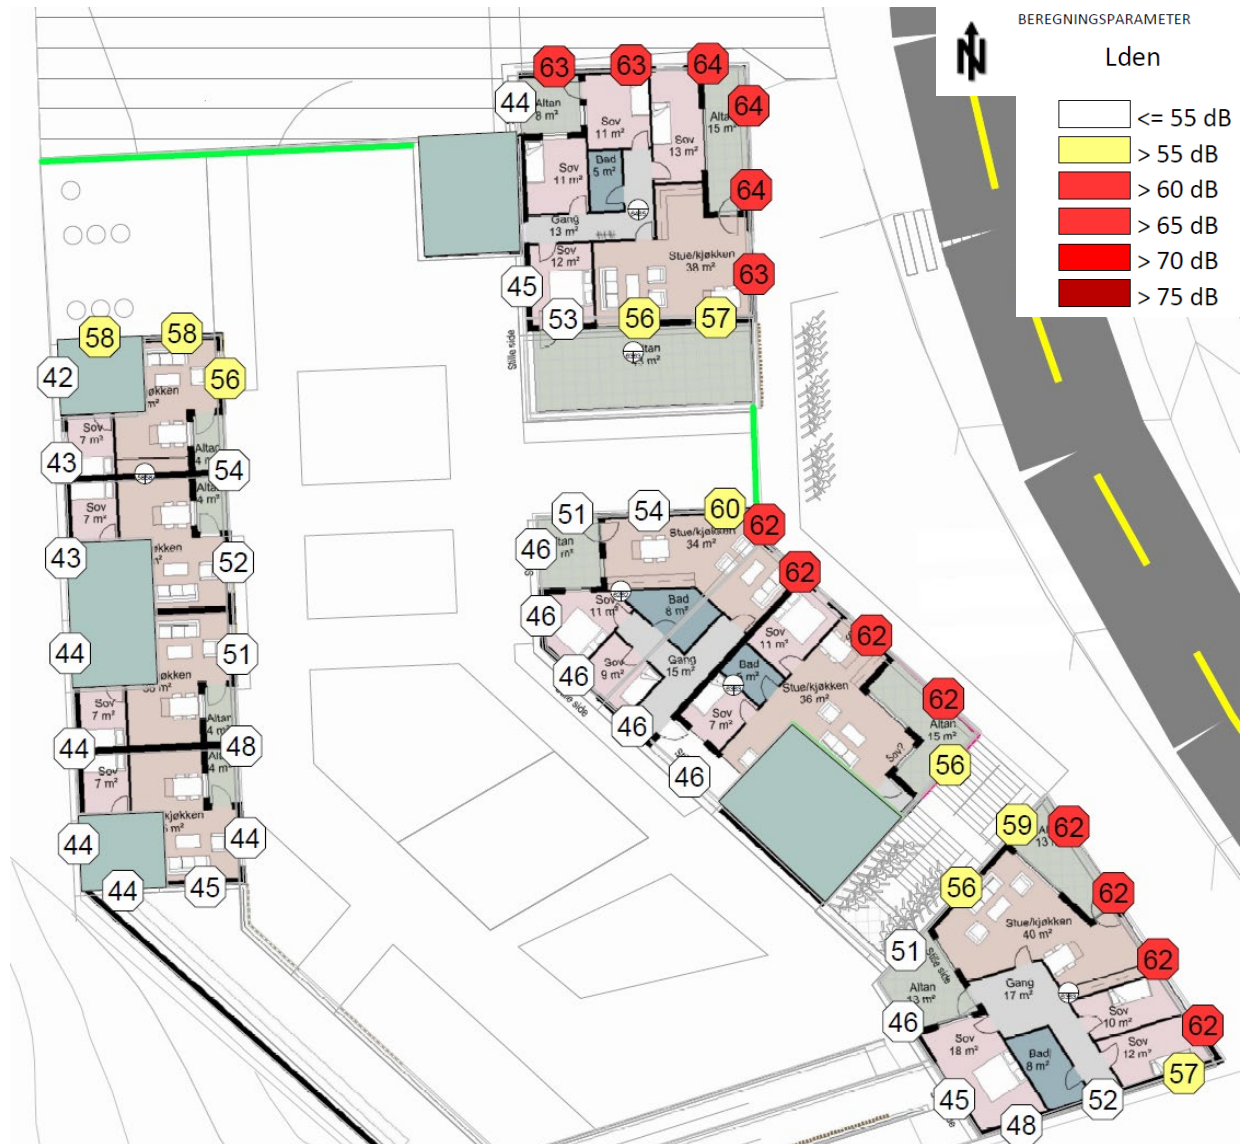 BEREGNINGSPARAMETER
Lden
<= 55 dB
> 55 dB
> 60 dB
> 65 dB
> 70 dB
> 75 dB
N
63
63
64
44
Altan
8 m²
Sov
11 m²
Sov
13 m²
64
15 m²
Sov
11 m²
Bad
5 m²
64
Gang
13 m²
Sov
12 m²
Stue/kjøkken
38 m²
63
45
53
56
57
Stille side
58
58
42
56
Sov
7 m²
43
Altan
4 m²
54
Sov
7 m²
4 m²
43
52
44
51
Sov
7 m²
Altan
4 m²
44
48
Sov
7 m²
44
44
44
45
51
54
60
62
Stue/kjøkken
34 m²
46
62
Sov
11 m²
Bad
8 m²
46
Sov
11 m²
62
Sov
9 m²
Gang
15 m²
Bad
46
Stue/kjøkken
36 m²
62
Stille side
Sov
7 m²
46
Altan
15 m²
Sov?
46
56
59
62
13 m²
56
62
Stue/kjøkken
40 m²
51
Stille side
62
Gang
17 m²
Altan
13 m²
46
Sov
10 m²
62
Sov
18 m²
Sov
12 m²
Bad
8 m²
57
45
52
48